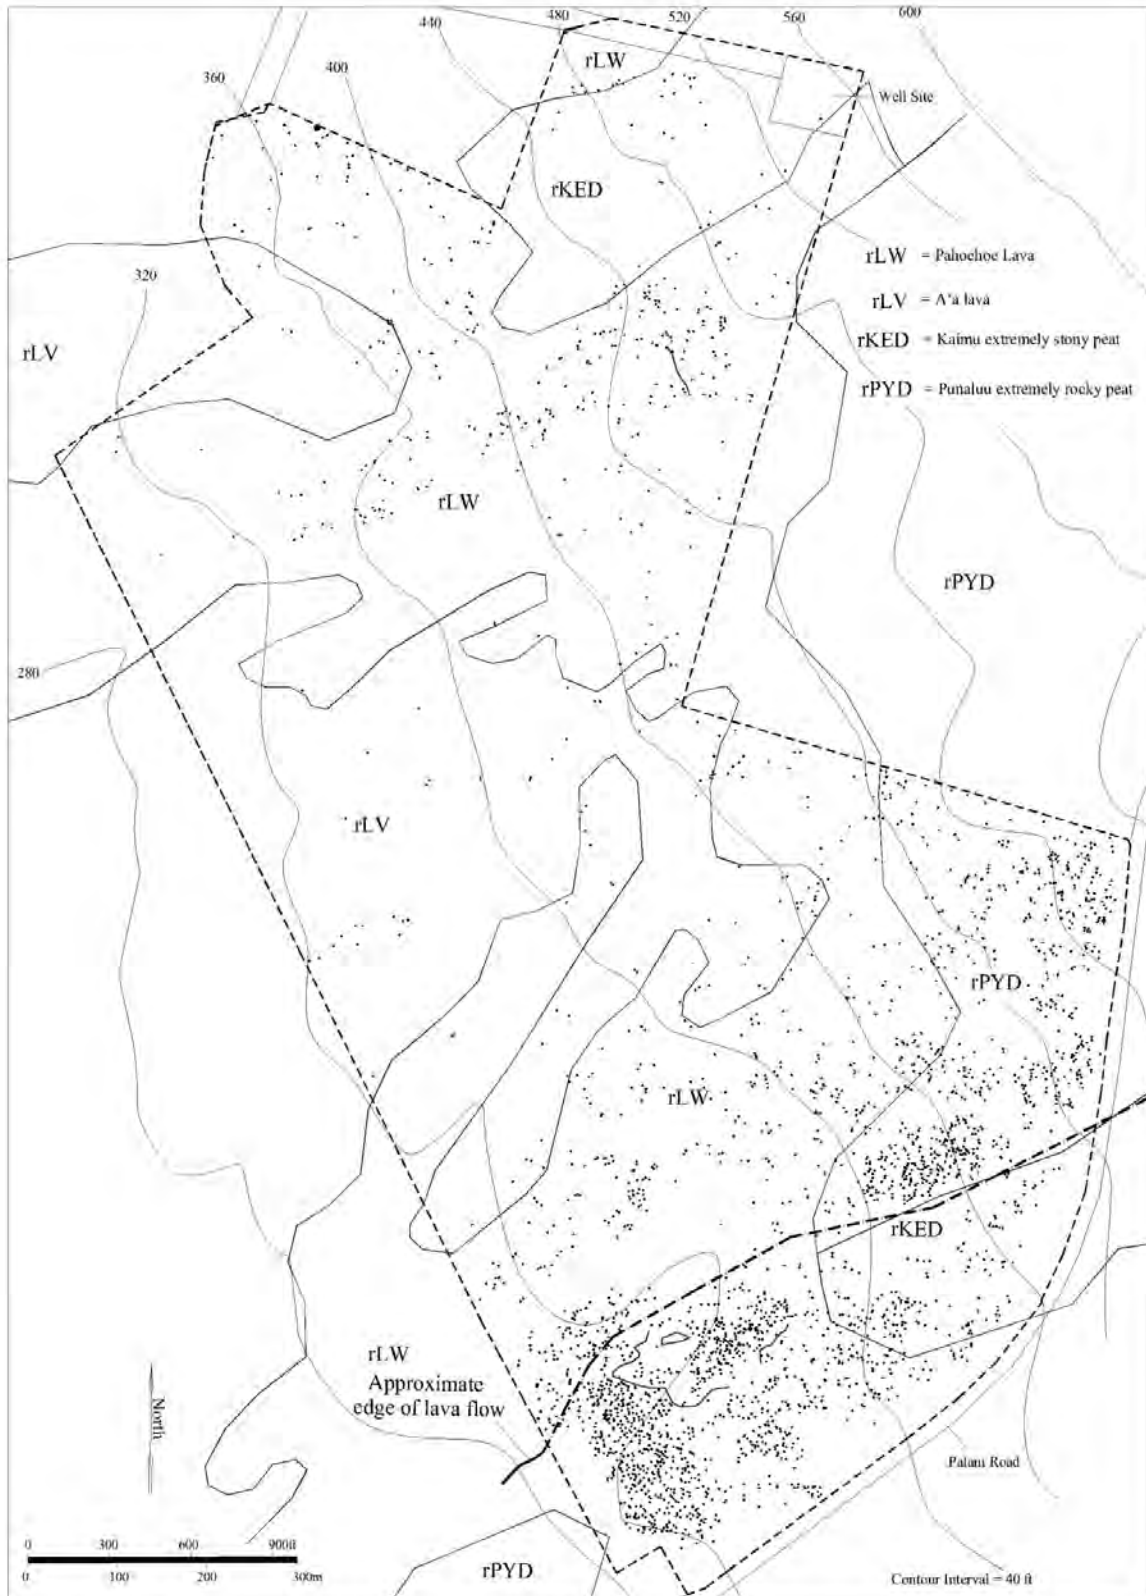 480
520
560
600
440
rLW
400
360
Well Site
rKED
rLW = Pahoehoe Lava
320
rLV = A'a lava
rLV
rKED = Kaimu extremely stony peat
rPYD = Punaluu extremely rocky peat
rLW
rPYD
280
rLV
rPYD
rLW
rKED
rLW
Approximate
edge of lava flow
North
Palani Road
0 300 600 900ft
0 100 200 300m
rPYD
Contour Interval = 40 ft